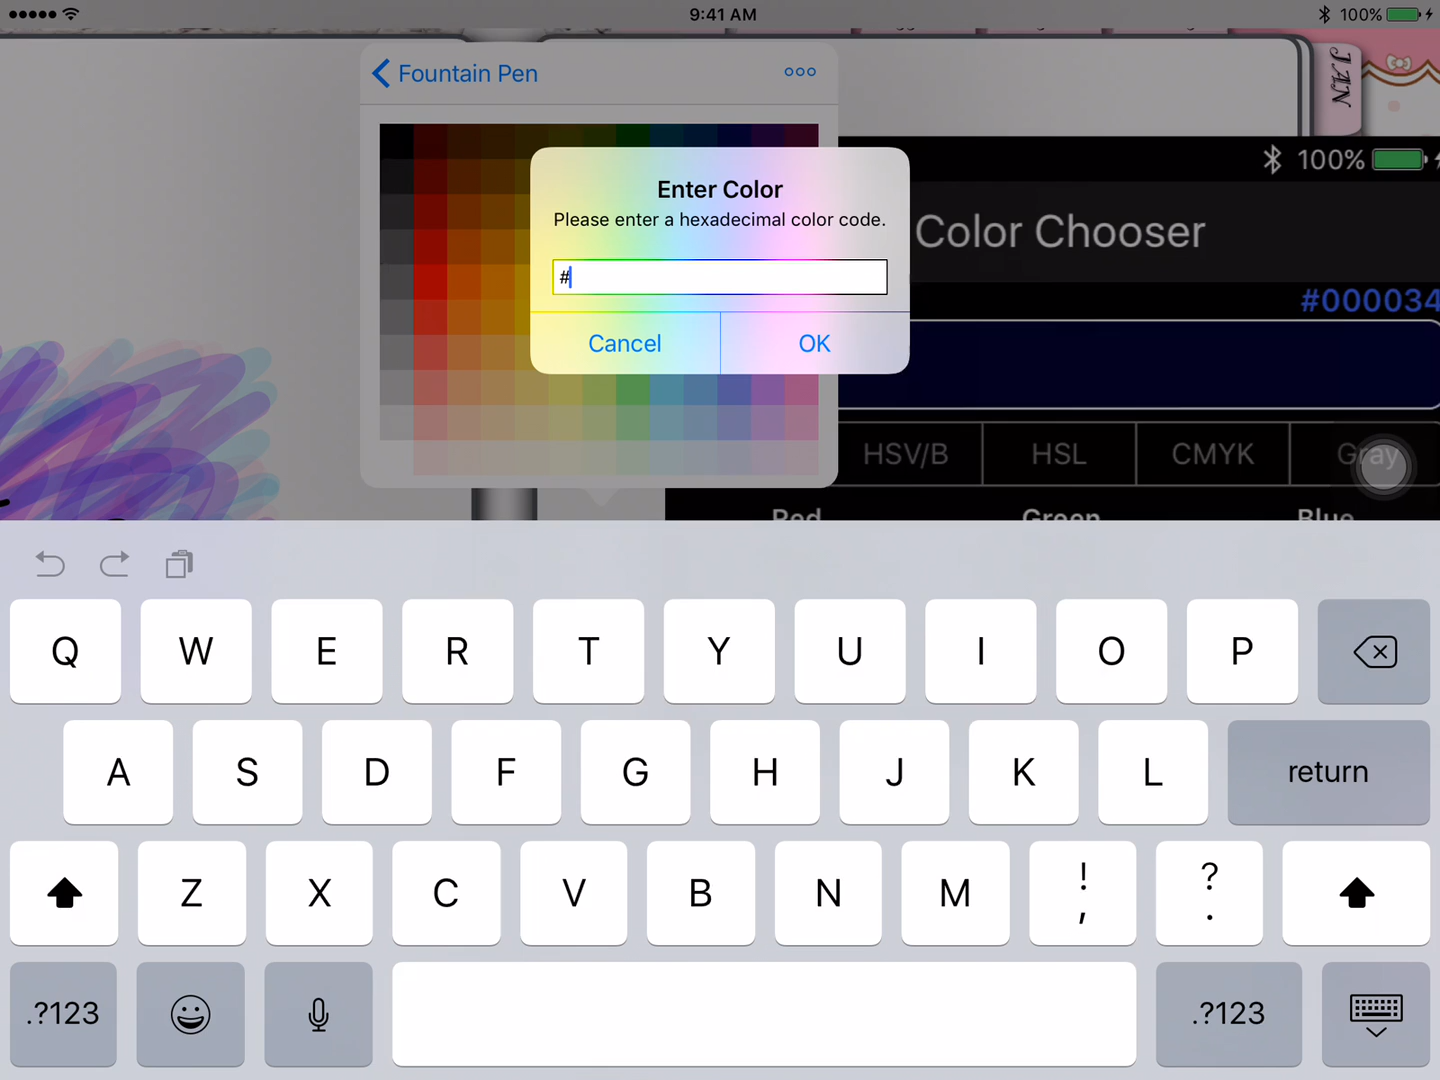 9:41 AM
100%
Fountain Pen
JAN
100%
Enter Color
Please enter a hexadecimal color code.
#
Cancel
OK
Color Chooser
#000034
HSV/B
HSL
CMYK
Gray
Red
Green
Blue
Q W E R T Y U I O P
A S D F G H J K L return
Z X C V B N M ! , ? .
.?123
.?123